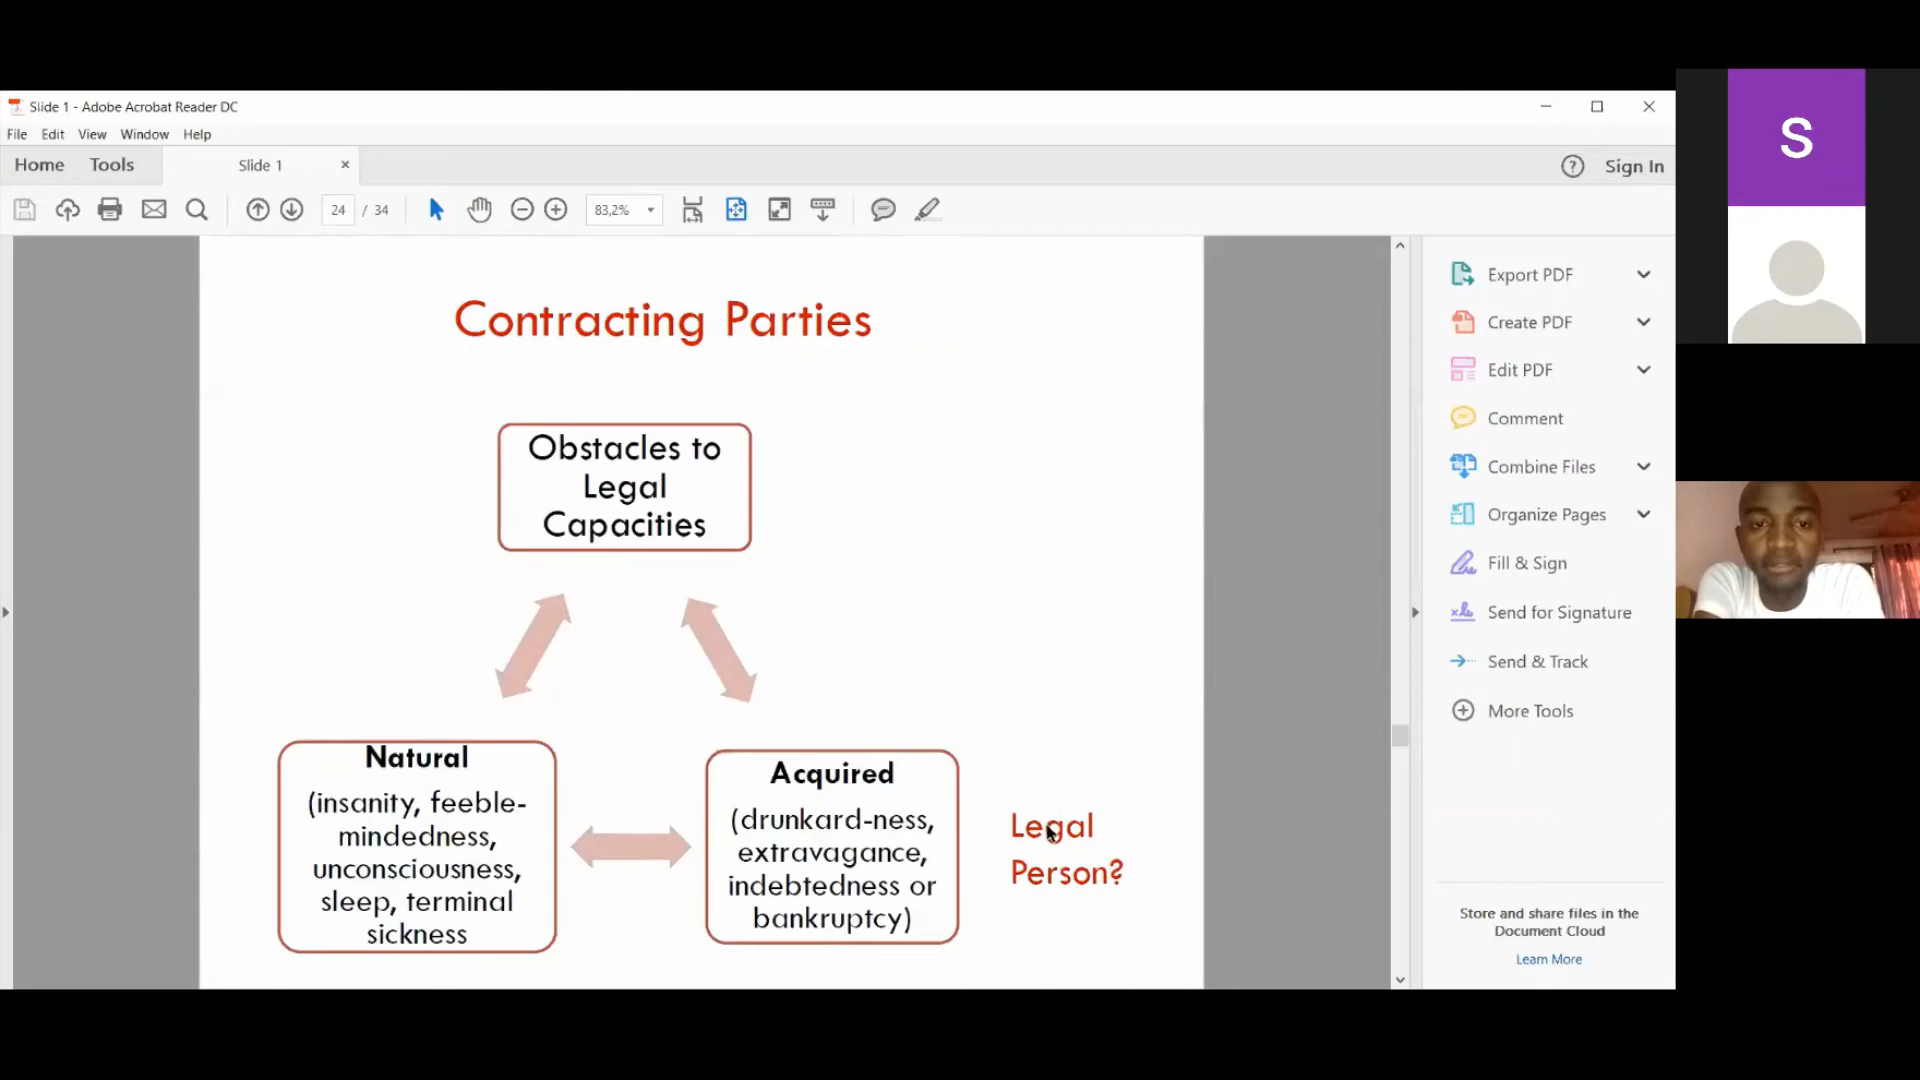 Slide 1 - Adobe Acrobat Reader DC
File Edit View Window Help
Home Tools Slide 1 × Sign In
24 / 34 83,2%
Contracting Parties
Obstacles to
Legal
Capacities
Natural
(insanity, feeble-
mindedness,
unconsciousness,
sleep, terminal
sickness
Acquired
(drunkard-ness,
extravagance,
indebtedness or
bankruptcy)
Legal
Person?
Export PDF
Create PDF
Edit PDF
Comment
Combine Files
Organize Pages
Fill & Sign
Send for Signature
Send & Track
More Tools
Store and share files in the
Document Cloud
Learn More
S